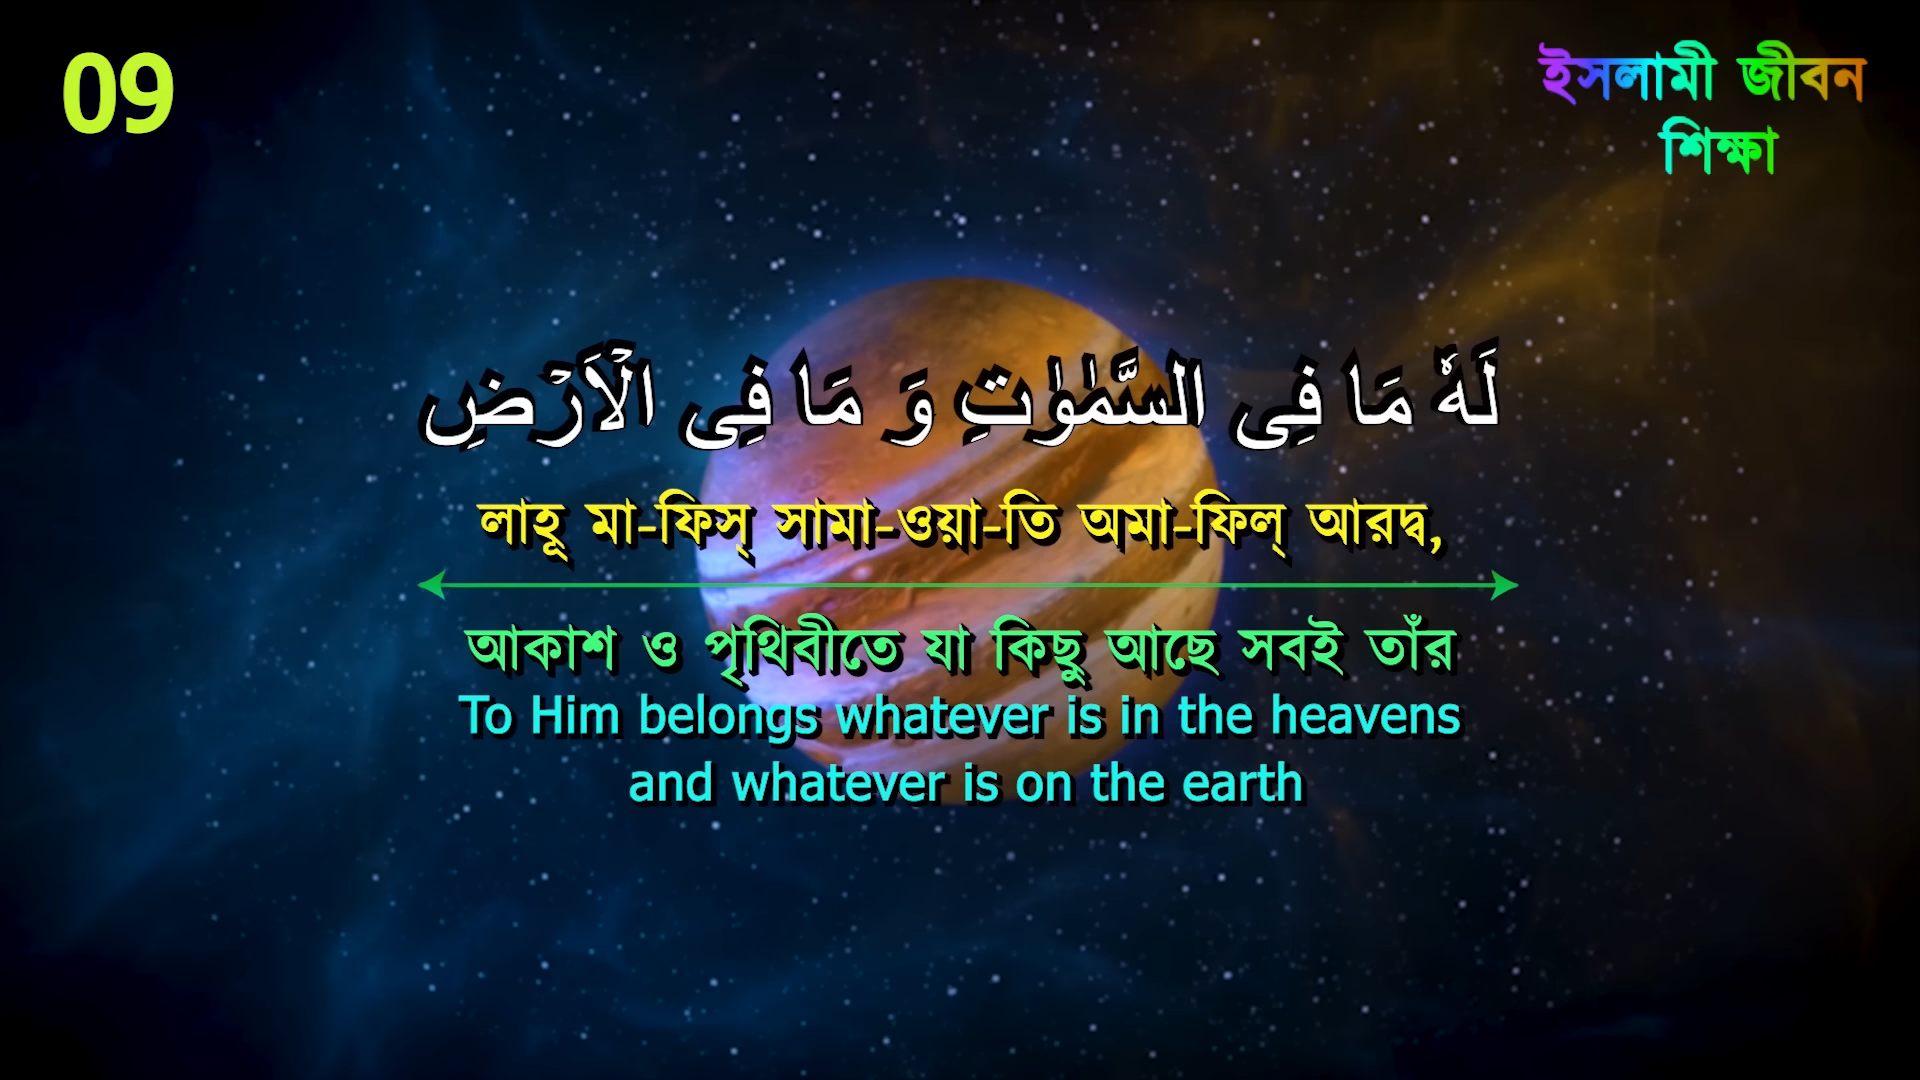 09
ইসলামী জীবন
শিক্ষা
لَهٗ مَا فِی السَّمٰوٰتِ وَ مَا فِی الْاَرْضِ
লাহূ মা-ফিস্ সামা-ওয়া-তি অমা-ফিল্ আরদ্ব,
আকাশ ও পৃথিবীতে যা কিছু আছে সবই তাঁর
To Him belongs whatever is in the heavens
and whatever is on the earth